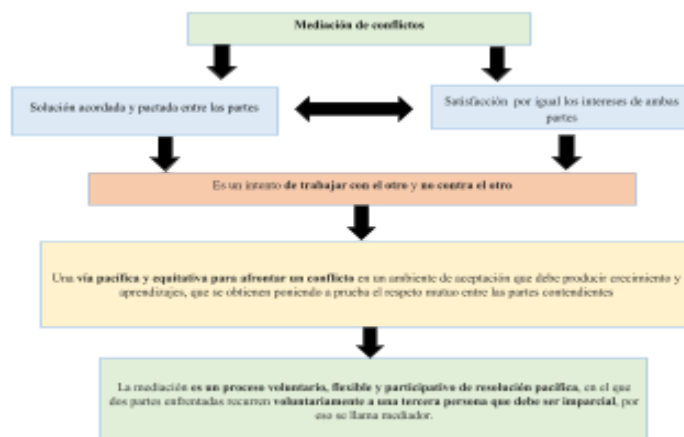 Mediación de conflictos
Solución acordada y pactada entre las partes
Satisfacción por igual los intereses de ambas
partes
Es un intento de trabajar con el otro y no contra el otro
Una vía pacífica y equitativa para afrontar un conflicto en un ambiente de aceptación que debe producir crecimiento y
aprendizajes, que se obtienen poniendo a prueba el respeto mutuo entre las partes contendientes
La mediación es un proceso voluntario, flexible y participativo de resolución pacífica, en el que
dos partes enfrentadas recurren voluntariamente a una tercera persona que debe ser imparcial, por
eso se llama mediador.